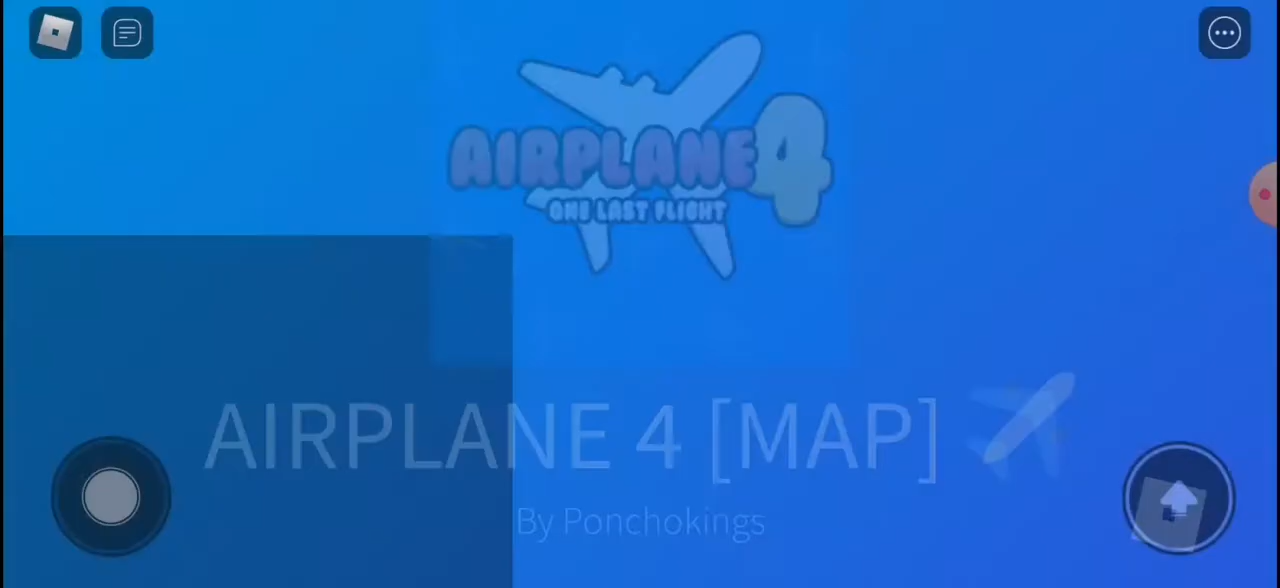 AIRPLANE 4
ONE LAST FLIGHT
AIRPLANE 4 [MAP] ✈️
By Ponchokings